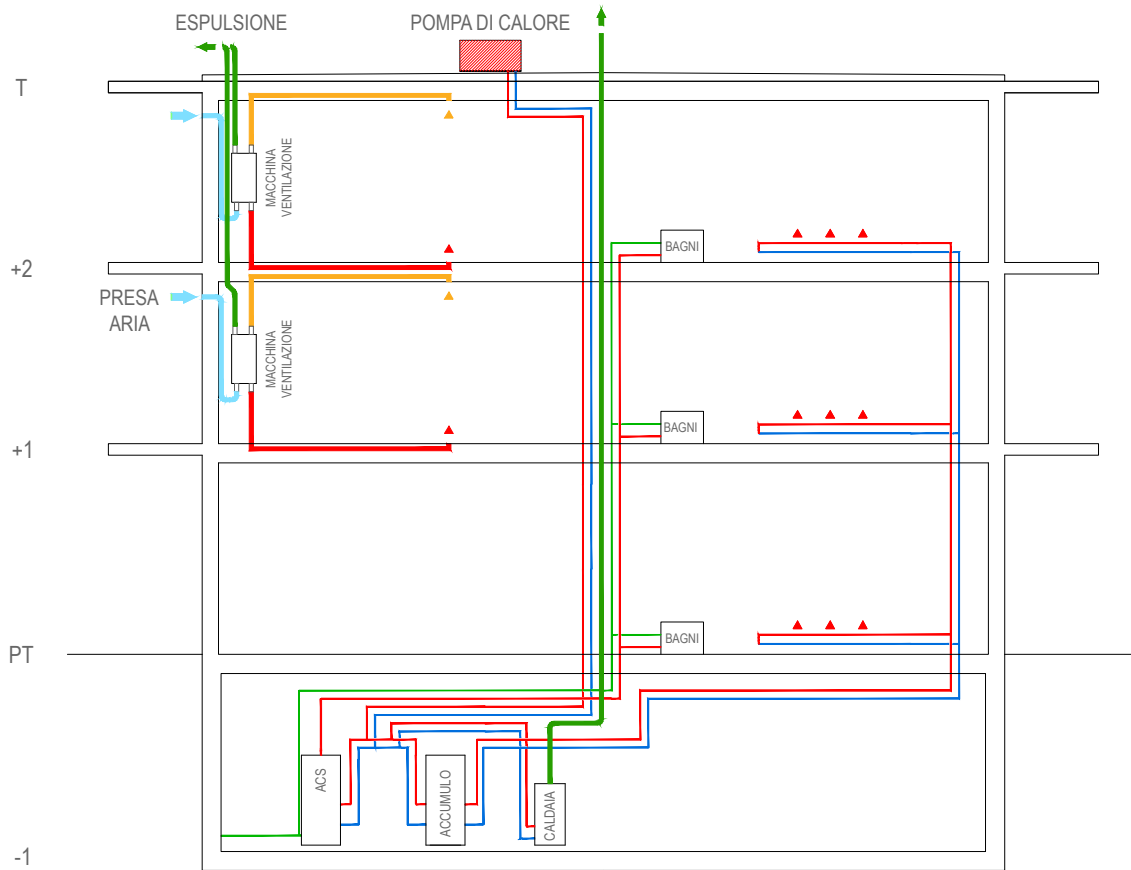 ESPULSIONE
POMPA DI CALORE
T
MACCHINA
VENTILAZIONE
BAGNI
+2
PRESA
ARIA
MACCHINA
VENTILAZIONE
BAGNI
+1
BAGNI
PT
ACS
ACCUMULO
CALDAIA
-1